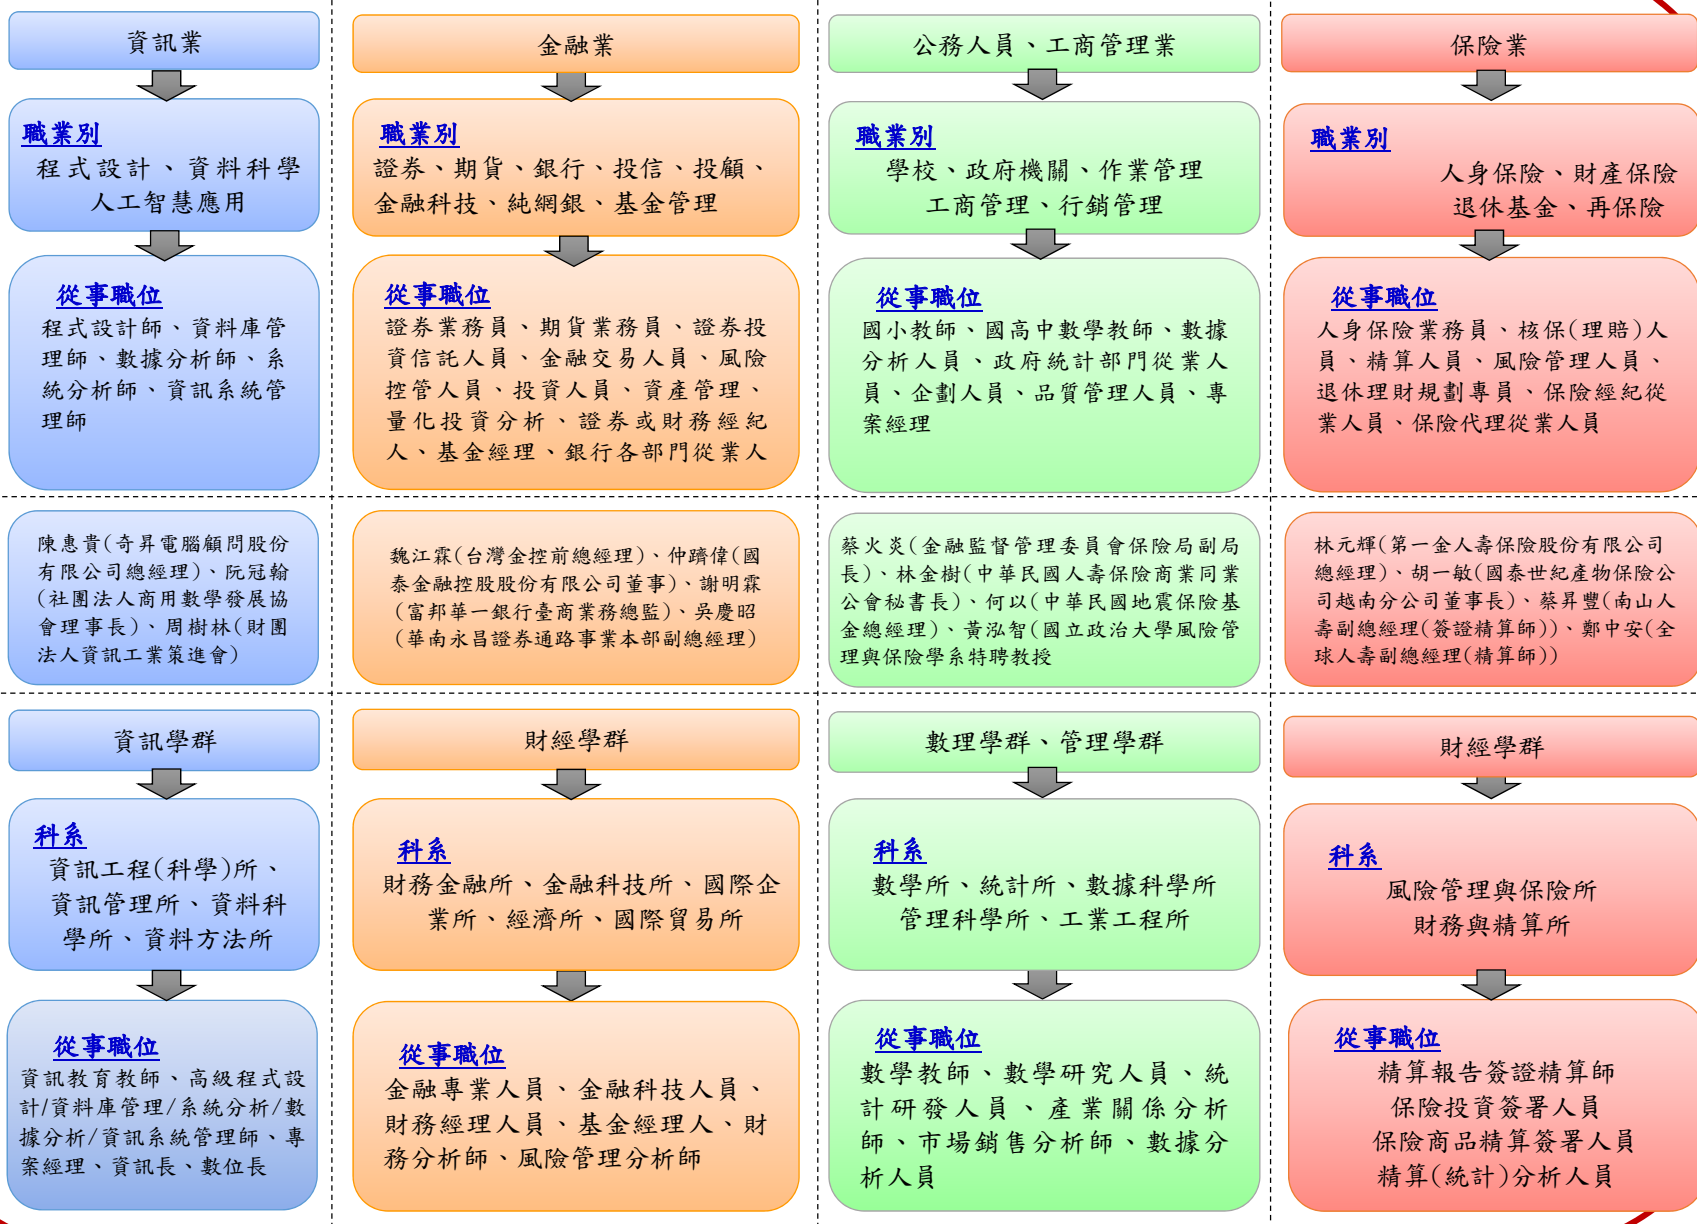 資訊業
職業別
程式設計、資料科學
人工智慧應用
從事職位
程式設計師、資料庫管
理師、數據分析師、系
統分析師、資訊系統管
理師
金融業
職業別
證券、期貨、銀行、投信、投顧、
金融科技、純網銀、基金管理
從事職位
證券業務員、期貨業務員、證券投
資信託人員、金融交易人員、風險
控管人員、投資人員、資產管理、
量化投資分析、證券或財務經紀
人、基金經理、銀行各部門從業人
公務人員、工商管理業
職業別
學校、政府機關、作業管理
工商管理、行銷管理
從事職位
國小教師、國高中數學教師、數據
分析人員、政府統計部門從業人
員、企劃人員、品質管理人員、專
案經理
保險業
職業別
人身保險、財產保險
退休基金、再保險
從事職位
人身保險業務員、核保(理賠)人
員、精算人員、風險管理人員、
退休理財規劃專員、保險經紀從
業人員、保險代理從業人員
陳惠貴(奇昇電腦顧問股份
有限公司總經理)、阮冠翰
(社團法人商用數學發展協
會理事長)、周樹林(財團
法人資訊工業策進會)
魏江霖(台灣金控前總經理)、仲躋偉(國
泰金融控股股份有限公司董事)、謝明霖
(富邦華一銀行臺商業務總監)、吳慶昭
(華南永昌證券通路事業本部副總經理)
蔡火炎(金融監督管理委員會保險局副局
長)、林金樹(中華民國人壽保險商業同業
公會秘書長)、何以(中華民國地震保險基
金總經理)、黃泓智(國立政治大學風險管
理與保險學系特聘教授
林元輝(第一金人壽保險股份有限公司
總經理)、胡一敏(國泰世紀產物保險公
司越南分公司董事長)、蔡昇豐(南山人
壽副總經理(簽證精算師))、鄭中安(全
球人壽副總經理(精算師))
資訊學群
科系
資訊工程(科學)所、
資訊管理所、資料科
學所、資料方法所
從事職位
資訊教育教師、高級程式設
計/資料庫管理/系統分析/數
據分析/資訊系統管理師、專
案經理、資訊長、數位長
財經學群
科系
財務金融所、金融科技所、國際企
業所、經濟所、國際貿易所
從事職位
金融專業人員、金融科技人員、
財務經理人員、基金經理人、財
務分析師、風險管理分析師
數理學群、管理學群
科系
數學所、統計所、數據科學所
管理科學所、工業工程所
從事職位
數學教師、數學研究人員、統
計研發人員、產業關係分析
師、市場銷售分析師、數據分
析人員
財經學群
科系
風險管理與保險所
財務與精算所
從事職位
精算報告簽證精算師
保險投資簽署人員
保險商品精算簽署人員
精算(統計)分析人員